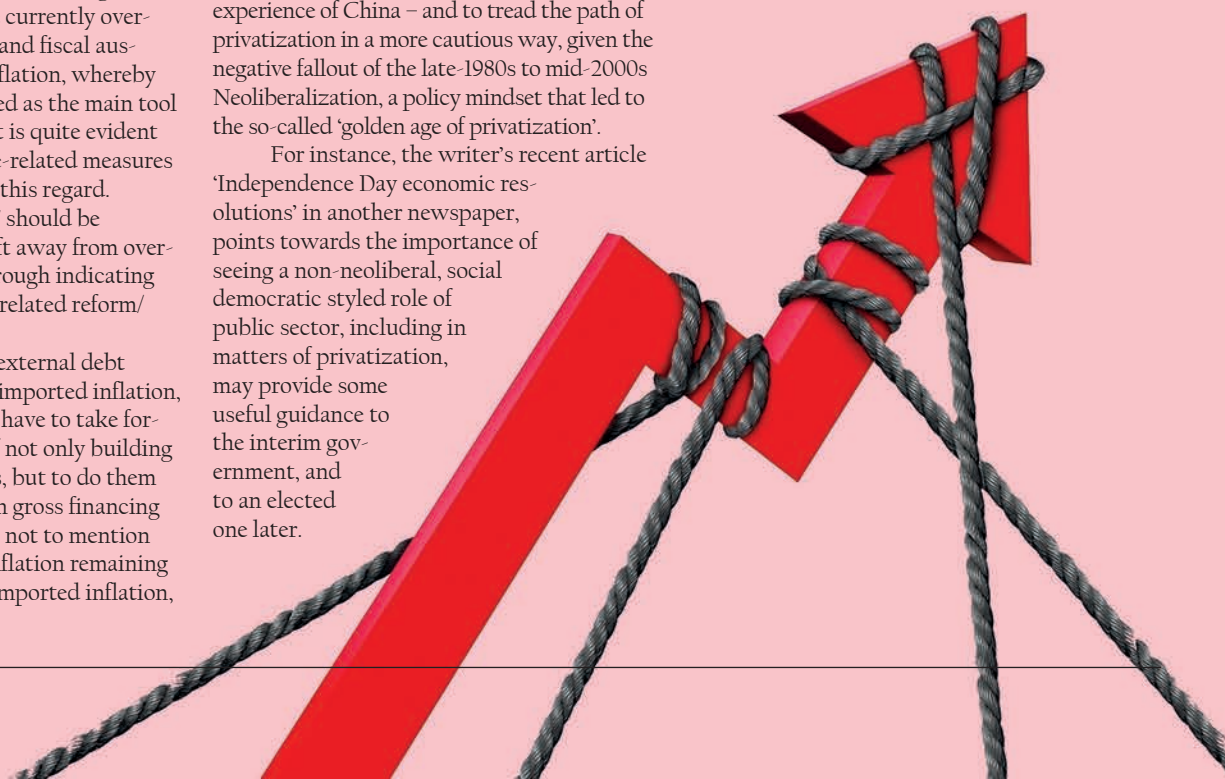 currently over-
and fiscal aus-
flation, whereby
ed as the main tool
t is quite evident
e-related measures
this regard.
’ should be
ft away from over-
rough indicating
related reform/
external debt
imported inflation,
have to take for-
f not only building
s, but to do them
n gross financing
not to mention
nflation remaining
mported inflation,
experience of China – and to tread the path of
privatization in a more cautious way, given the
negative fallout of the late-1980s to mid-2000s
Neoliberalization, a policy mindset that led to
the so-called ‘golden age of privatization’.
For instance, the writer’s recent article
‘Independence Day economic res-
olutions’ in another newspaper,
points towards the importance of
seeing a non-neoliberal, social
democratic styled role of
public sector, including in
matters of privatization,
may provide some
useful guidance to
the interim gov-
ernment, and
to an elected
one later.